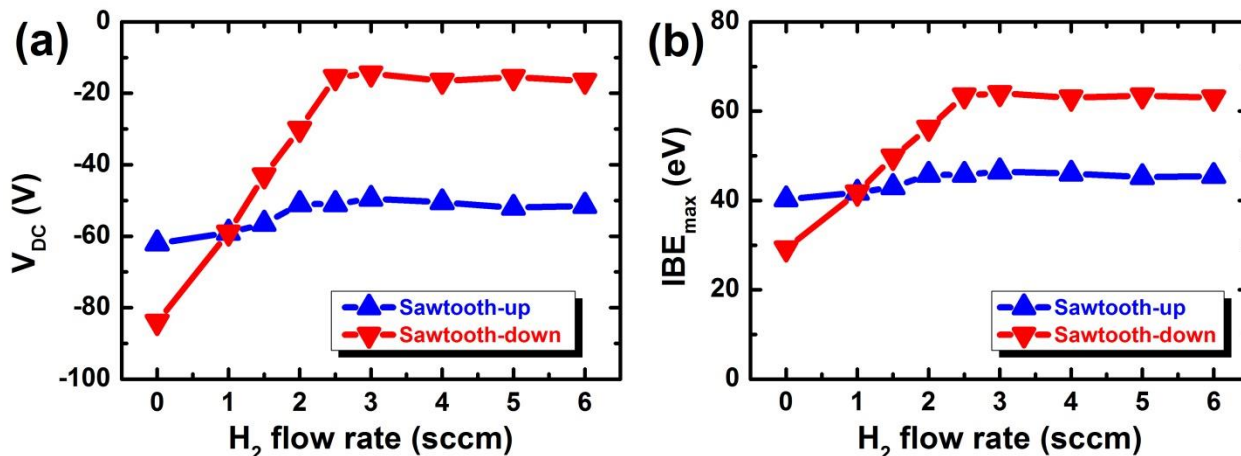 (a)
0
-20
-40
-60
-80
-100
V_DC (V)
0 1 2 3 4 5 6
H₂ flow rate (sccm)
Sawtooth-up
Sawtooth-down
(b)
80
60
40
20
0
IBE_max (eV)
0 1 2 3 4 5 6
H₂ flow rate (sccm)
Sawtooth-up
Sawtooth-down